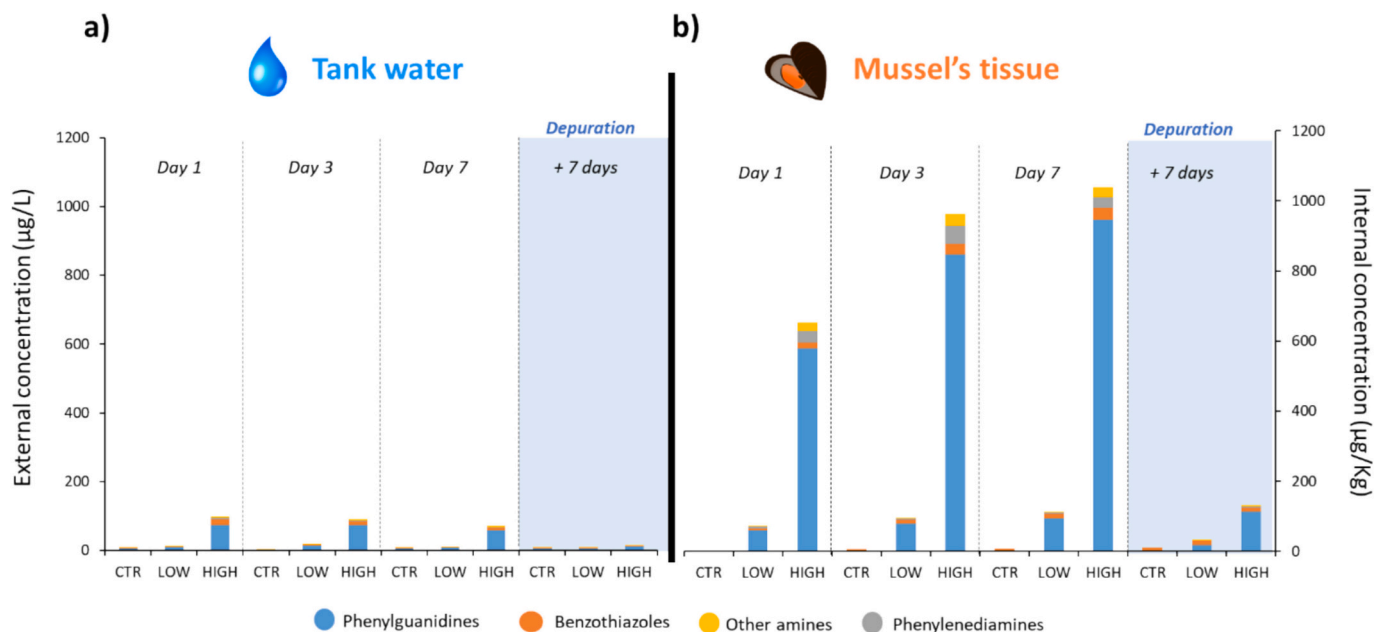 a)
Tank water
External concentration (µg/L)
1200
1000
800
600
400
200
0
Day 1
Day 3
Day 7
Depuration
+ 7 days
CTR LOW HIGH CTR LOW HIGH CTR LOW HIGH CTR LOW HIGH
b)
Mussel's tissue
Day 1
Day 3
Day 7
Depuration
+ 7 days
CTR LOW HIGH CTR LOW HIGH CTR LOW HIGH CTR LOW HIGH
1200
1000
800
600
400
200
0
Internal concentration (µg/Kg)
Phenylguanidines Benzothiazoles Other amines Phenylenediamines